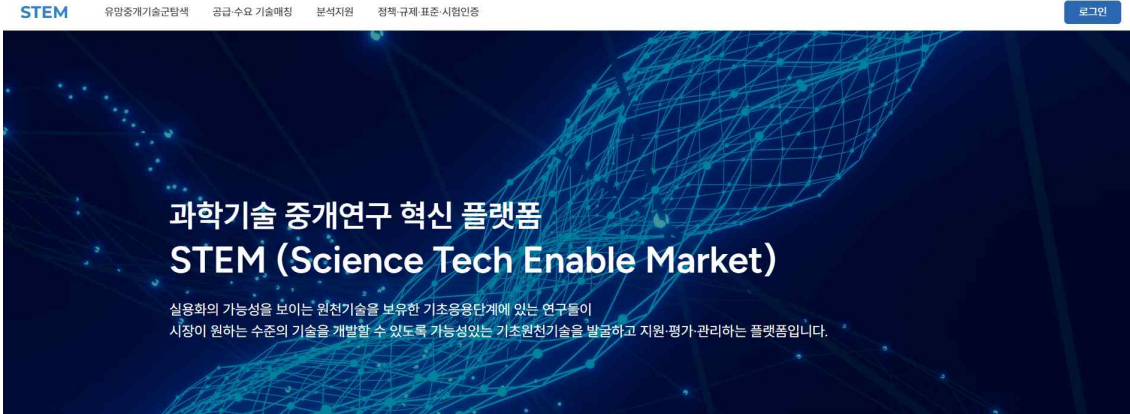 STEM 유망중개기술군탐색 공급·수요 기술매칭 분석지원 정책·규제·표준·시험인증 로그인
과학기술 중개연구 혁신 플랫폼
STEM (Science Tech Enable Market)
실용화의 가능성을 보이는 원천기술을 보유한 기초응용단계에 있는 연구들이
시장이 원하는 수준의 기술을 개발할 수 있도록 가능성있는 기초원천기술을 발굴하고 지원·평가·관리하는 플랫폼입니다.